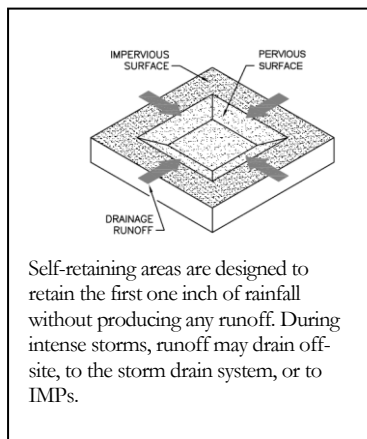 IMPERVIOUS
SURFACE
PERVIOUS
SURFACE
DRAINAGE
RUNOFF
Self-retaining areas are designed to
retain the first one inch of rainfall
without producing any runoff. During
intense storms, runoff may drain off-
site, to the storm drain system, or to
IMPs.